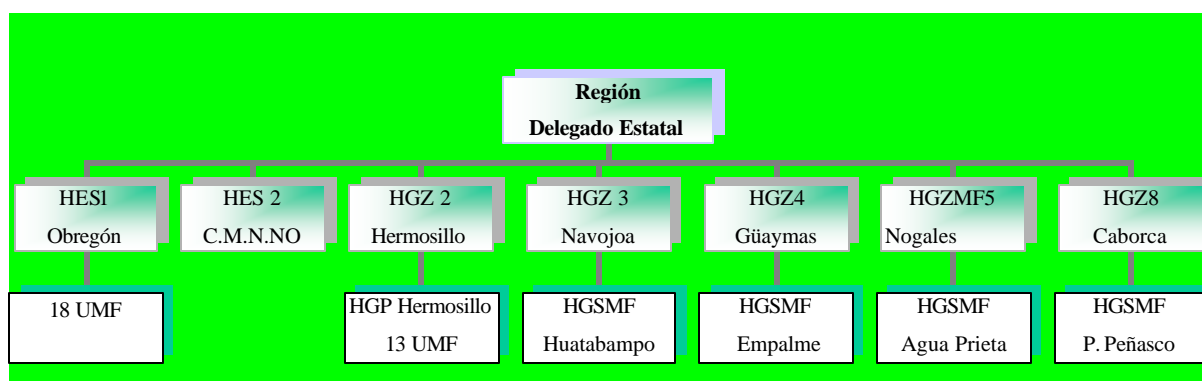 Región
Delegado Estatal
HES1
Obregón
HES 2
C.M.N.NO
HGZ 2
Hermosillo
HGZ 3
Navojoa
HGZ4
Güaymas
HGZMF5
Nogales
HGZ8
Caborca
18 UMF
HGP Hermosillo
13 UMF
HGSMF
Huatabampo
HGSMF
Empalme
HGSMF
Agua Prieta
HGSMF
P. Peñasco